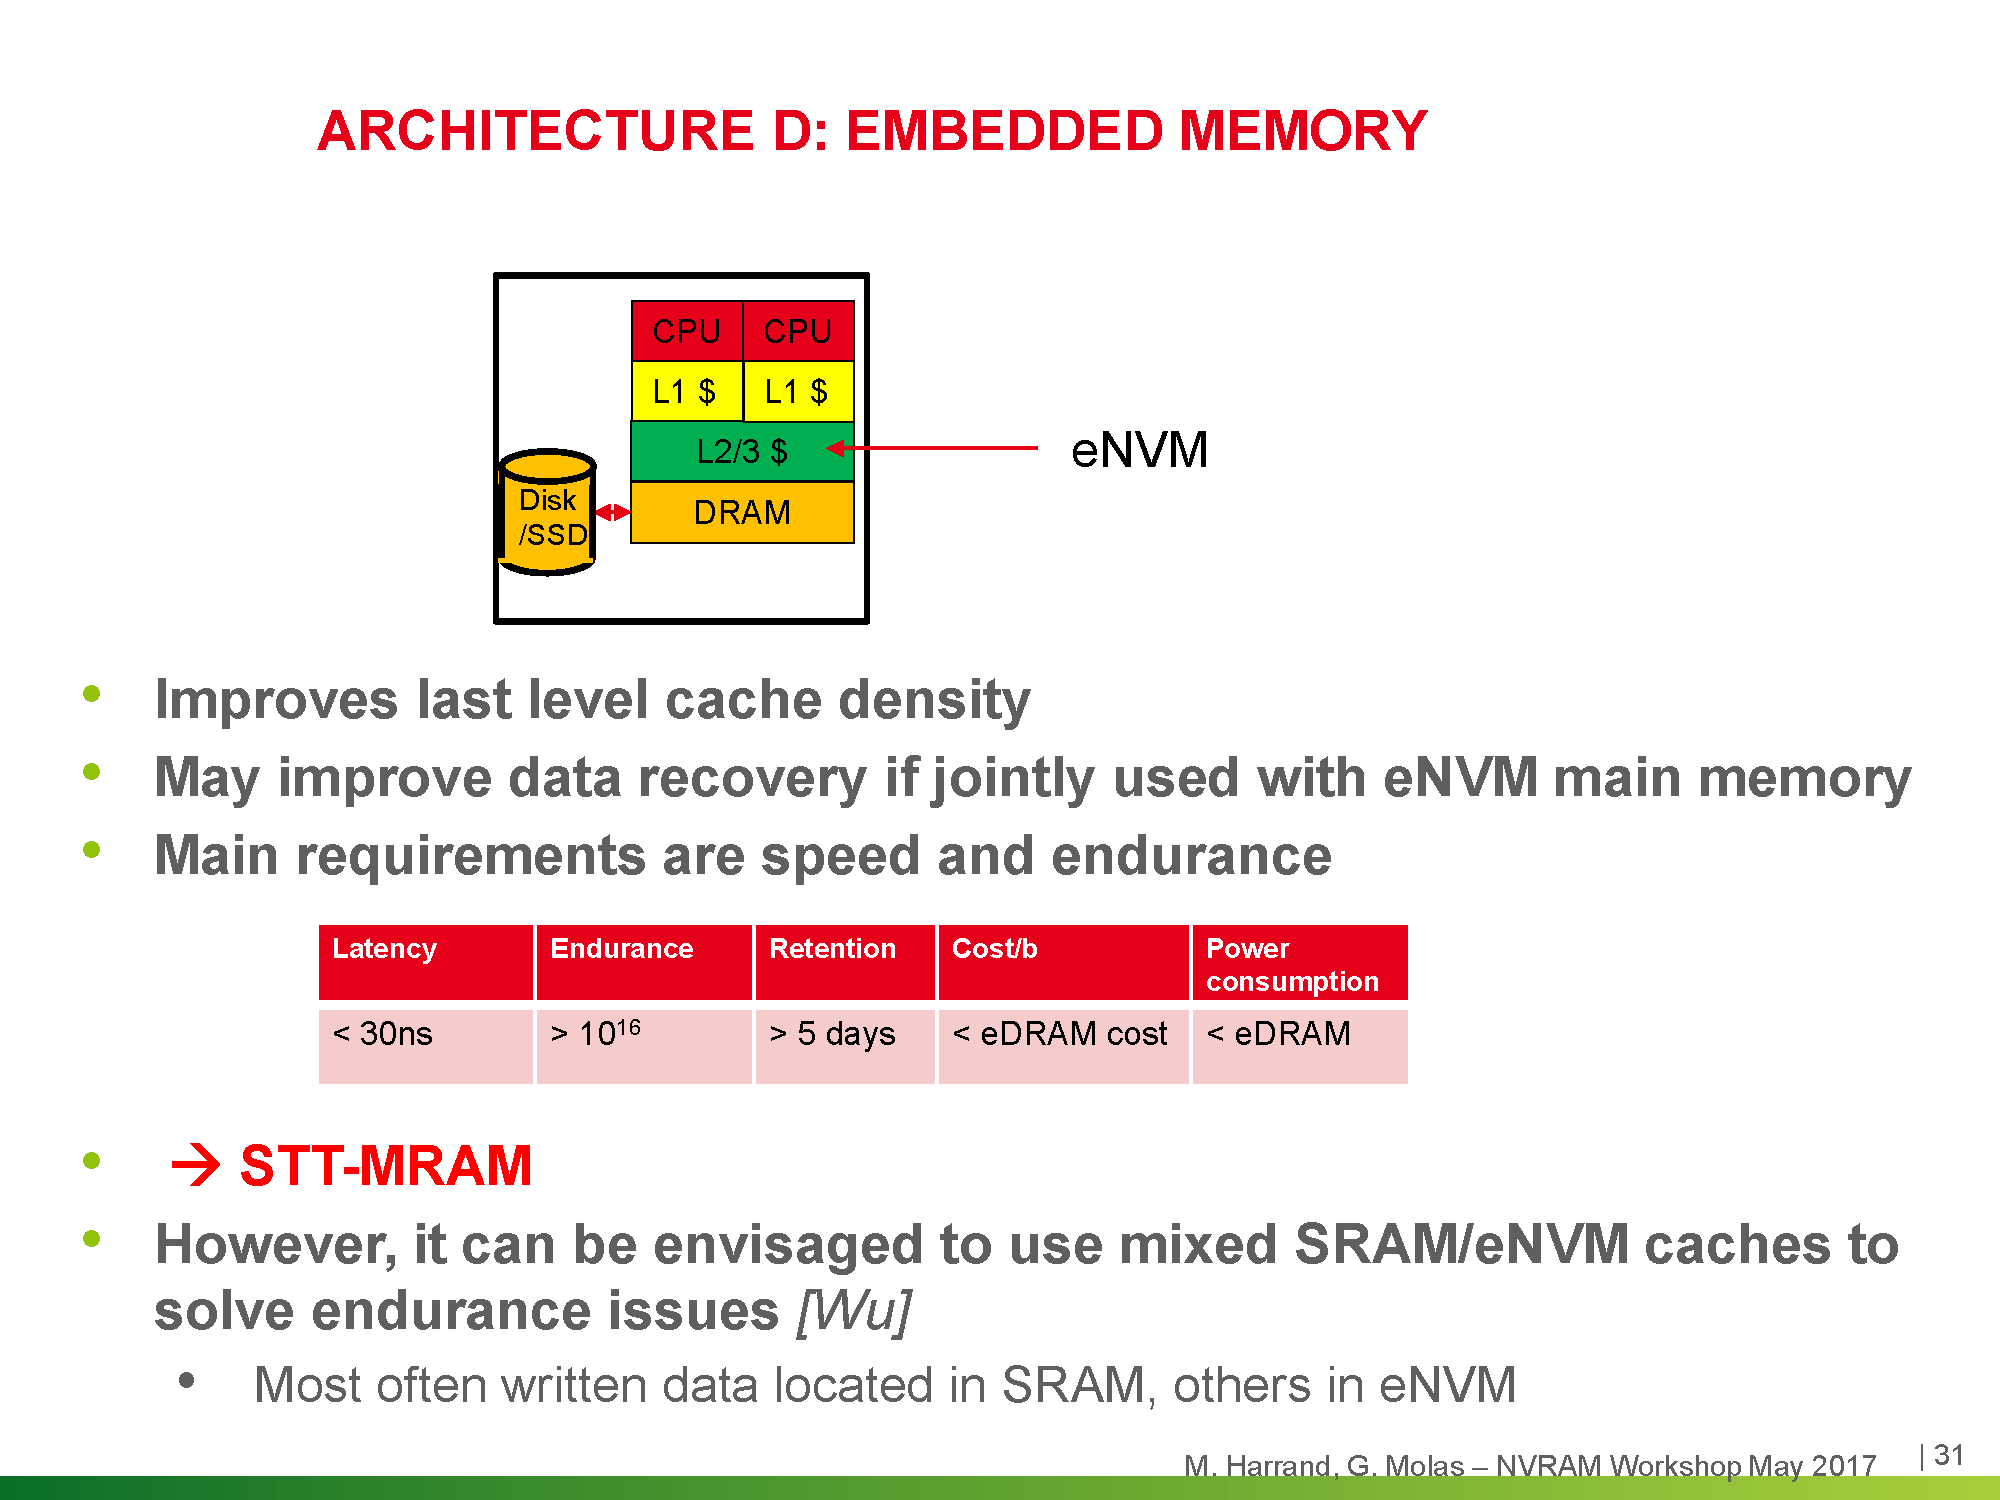 ARCHITECTURE D: EMBEDDED MEMORY
CPU CPU
L1 $ L1 $
L2/3 $
eNVM
Disk
/SSD
DRAM
• Improves last level cache density
• May improve data recovery if jointly used with eNVM main memory
• Main requirements are speed and endurance
Latency Endurance Retention Cost/b Power
consumption
< 30ns > 10¹⁶ > 5 days < eDRAM cost < eDRAM
• → STT-MRAM
• However, it can be envisaged to use mixed SRAM/eNVM caches to
solve endurance issues [Wu]
• Most often written data located in SRAM, others in eNVM
M. Harrand, G. Molas – NVRAM Workshop May 2017
| 31